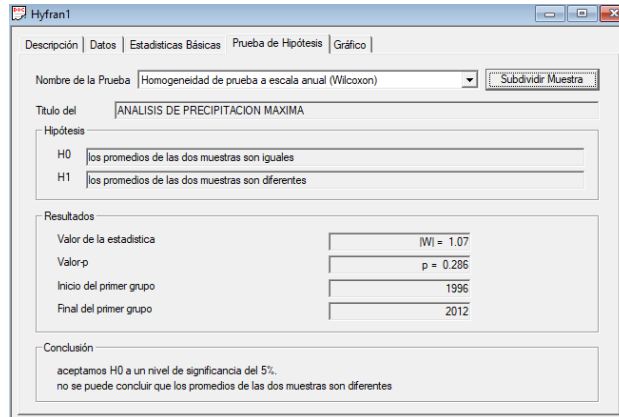 Hyfran1
Descripción Datos Estadisticas Básicas Prueba de Hipótesis Gráfico
Nombre de la Prueba Homogeneidad de prueba a escala anual (Wilcoxon) Subdividir Muestra
Titulo del ANALISIS DE PRECIPITACION MAXIMA
Hipótesis
H0 los promedios de las dos muestras son iguales
H1 los promedios de las dos muestras son diferentes
Resultados
Valor de la estadistica |W| = 1.07
Valor-p p = 0.286
Inicio del primer grupo 1996
Final del primer grupo 2012
Conclusión
aceptamos H0 a un nivel de significancia del 5%.
no se puede concluir que los promedios de las dos muestras son diferentes